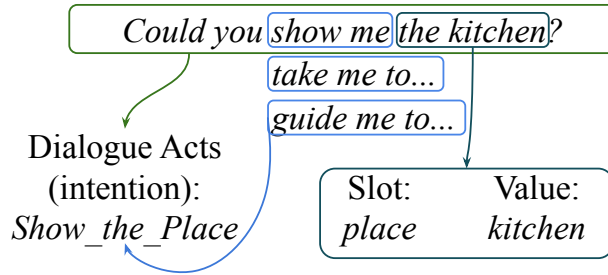 Could you show me the kitchen?
take me to...
guide me to...
Dialogue Acts
(intention):
Show_the_Place
Slot: Value:
place kitchen